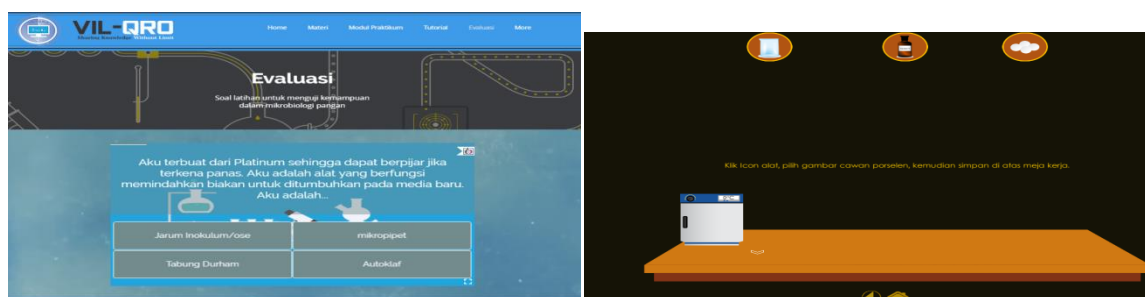 VIL-QRO
Home Materi Modul Praktikum Tutorial Evaluasi More
Evaluasi
Soal latihan untuk menguji kemampuan
dalam mikrobiologi pangan
Aku terbuat dari Platinum sehingga dapat berpijar jika
terkena panas. Aku adalah alat yang berfungsi
memindahkan biakan untuk ditumbuhkan pada media baru.
Aku adalah...
Jarum Inokulum/ose
mikropipet
Tabung Durham
Autoklaf
Klik Icon alat, pilih gambar cawan porselen, kemudian simpan di atas meja kerja.